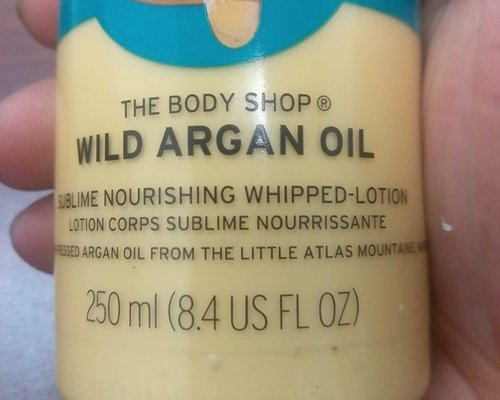 THE BODY SHOP®
WILD ARGAN OIL
SUBLIME NOURISHING WHIPPED-LOTION
LOTION CORPS SUBLIME NOURRISSANTE
ARGAN OIL FROM THE LITTLE ATLAS MOUNTAINS
250 ml (8.4 US FL OZ)